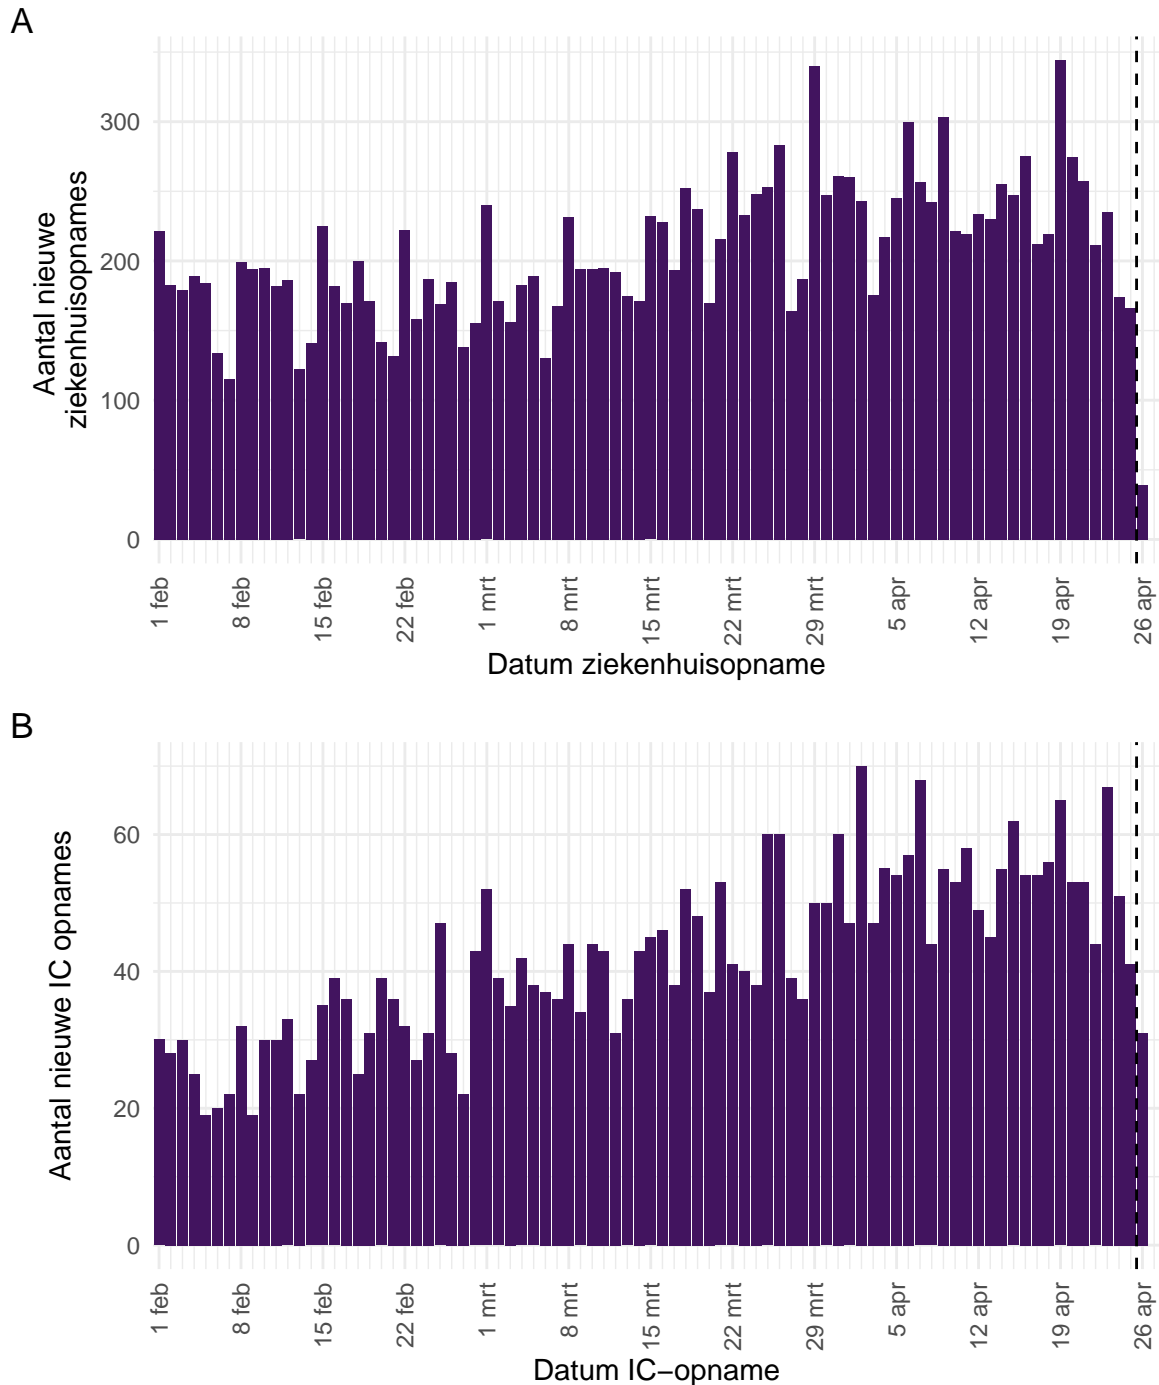 A
Aantal nieuwe
ziekenhuisopnames
300
200
100
0
1 feb
8 feb
15 feb
22 feb
1 mrt
8 mrt
15 mrt
22 mrt
29 mrt
5 apr
12 apr
19 apr
26 apr
Datum ziekenhuisopname
B
Aantal nieuwe IC opnames
60
40
20
0
1 feb
8 feb
15 feb
22 feb
1 mrt
8 mrt
15 mrt
22 mrt
29 mrt
5 apr
12 apr
19 apr
26 apr
Datum IC−opname